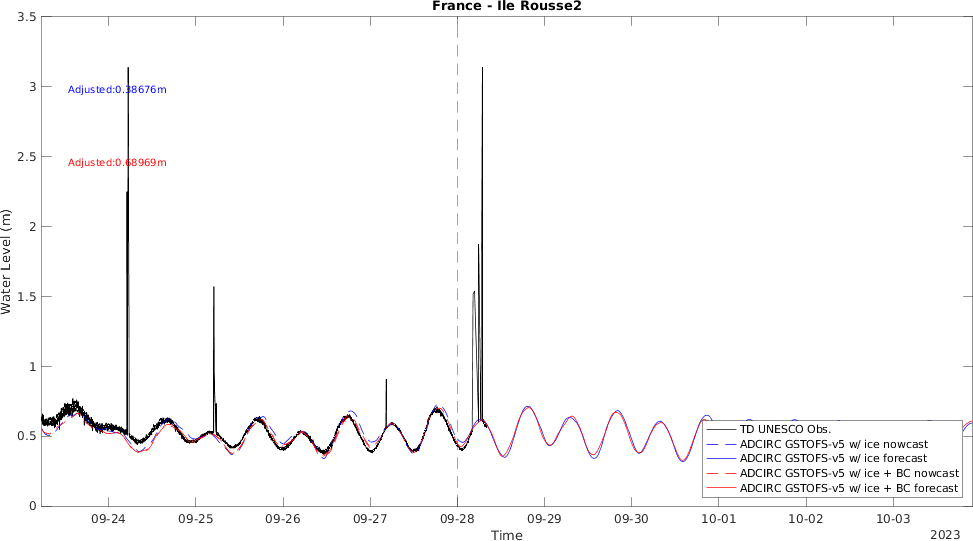 France - Ile Rousse2
3.5
3
2.5
2
1.5
1
0.5
0
Water Level (m)
Adjusted:0.38676m
Adjusted:0.68969m
TD UNESCO Obs.
ADCIRC GSTOFS-v5 w/ ice nowcast
ADCIRC GSTOFS-v5 w/ ice forecast
ADCIRC GSTOFS-v5 w/ ice + BC nowcast
ADCIRC GSTOFS-v5 w/ ice + BC forecast
09-24 09-25 09-26 09-27 09-28 09-29 09-30 10-01 10-02 10-03
Time
2023